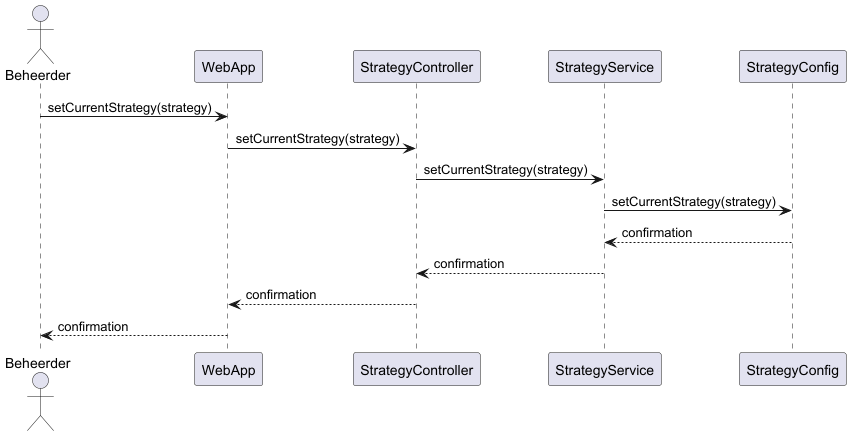 Beheerder
WebApp
StrategyController
StrategyService
StrategyConfig
setCurrentStrategy(strategy)
setCurrentStrategy(strategy)
setCurrentStrategy(strategy)
setCurrentStrategy(strategy)
confirmation
confirmation
confirmation
confirmation
Beheerder
WebApp
StrategyController
StrategyService
StrategyConfig